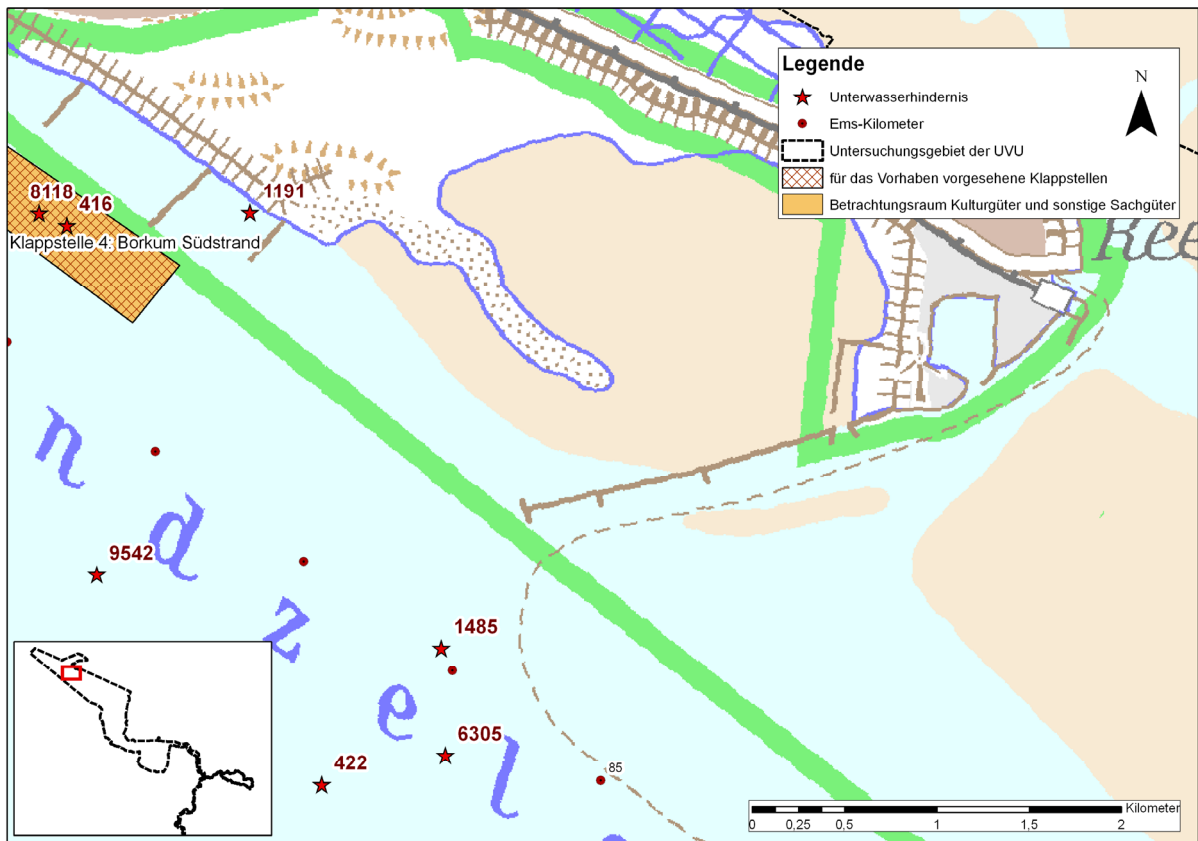 Legende
N
Unterwasserhindernis
Ems-Kilometer
Untersuchungsgebiet der UVU
für das Vorhaben vorgesehene Klappstellen
Betrachtungsraum Kulturgüter und sonstige Sachgüter
8118
416
1191
Klappstelle 4: Borkum Südstrand
Ree
n d z e l
9542
1485
6305
422
85
Kilometer
0 0,25 0,5 1 1,5 2